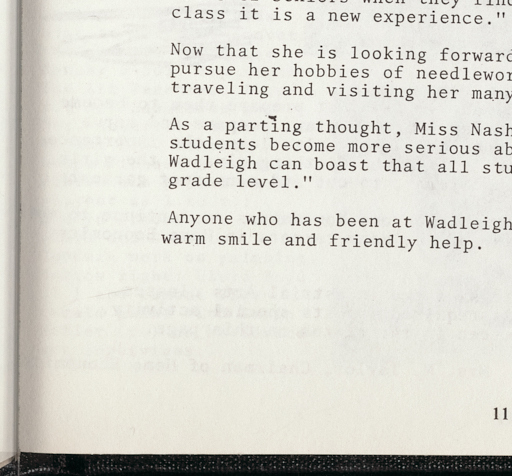 class it is a new experience."
Now that she is looking forward
pursue her hobbies of needlewor
traveling and visiting her many
As a parting thought, Miss Nash
students become more serious ab
Wadleigh can boast that all stu
grade level."
Anyone who has been at Wadleigh
warm smile and friendly help.
11